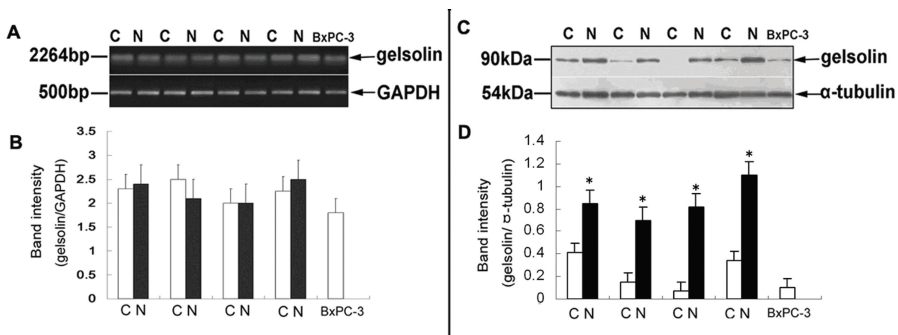 A
C N C N C N C N BxPC-3
2264bp
gelsolin
500bp
GAPDH
B
Band intensity
(gelsolin/GAPDH)
3.5
3
2.5
2
1.5
1
0.5
0
C N C N C N C N BxPC-3
C
C N C N C N C N BxPC-3
90kDa
gelsolin
54kDa
α-tubulin
D
Band intensity
(gelsolin/ ʊ-tubulin)
1.4
1.2
1
0.8
0.6
0.4
0.2
0
* * * *
C N C N C N C N BxPC-3